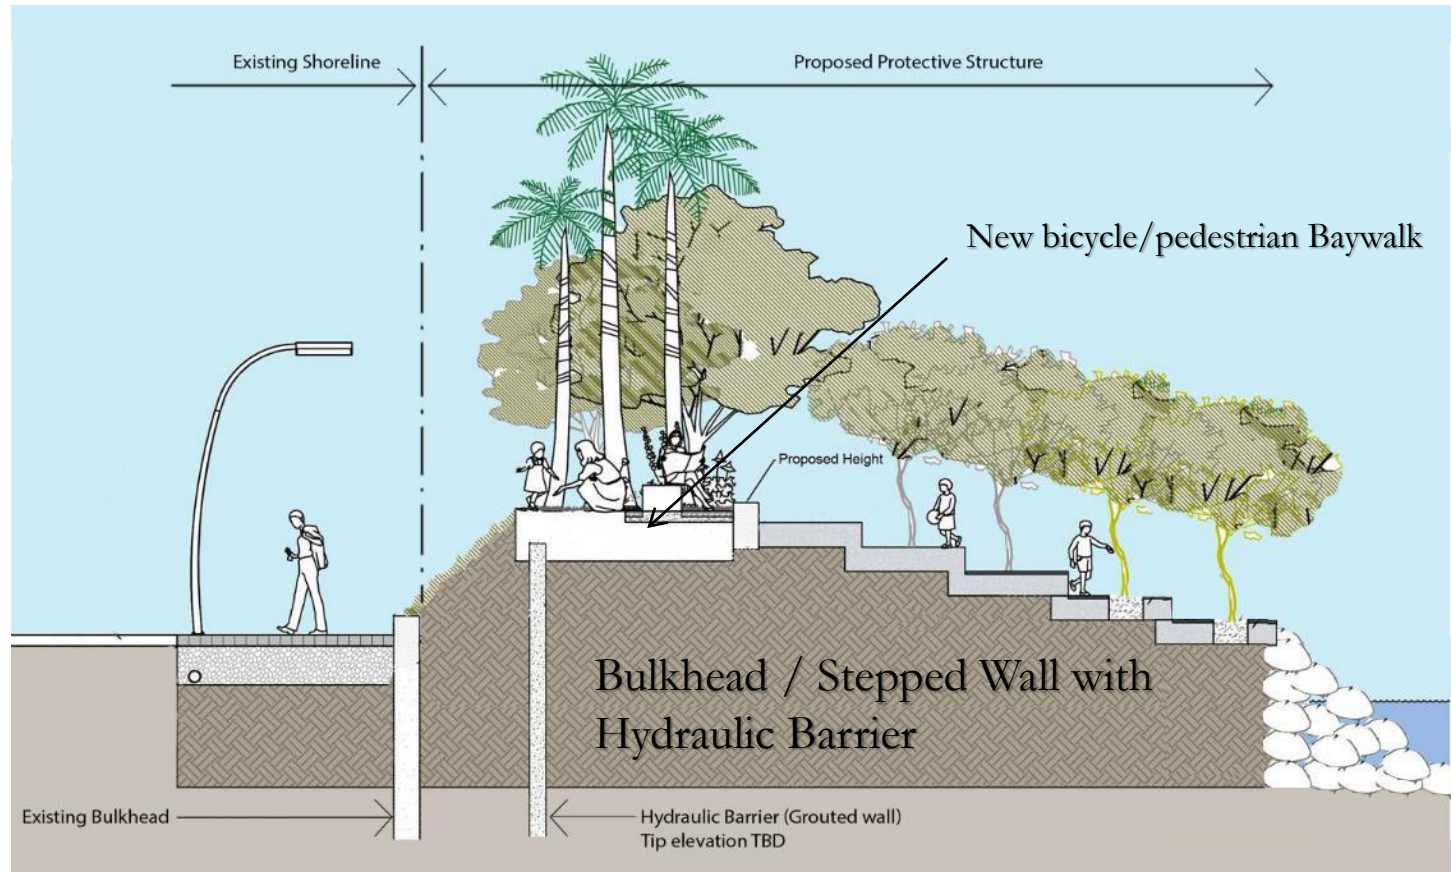 Existing Shoreline
Proposed Protective Structure
New bicycle/pedestrian Baywalk
Proposed Height
Bulkhead / Stepped Wall with
Hydraulic Barrier
Existing Bulkhead
Hydraulic Barrier (Grouted wall)
Tip elevation TBD